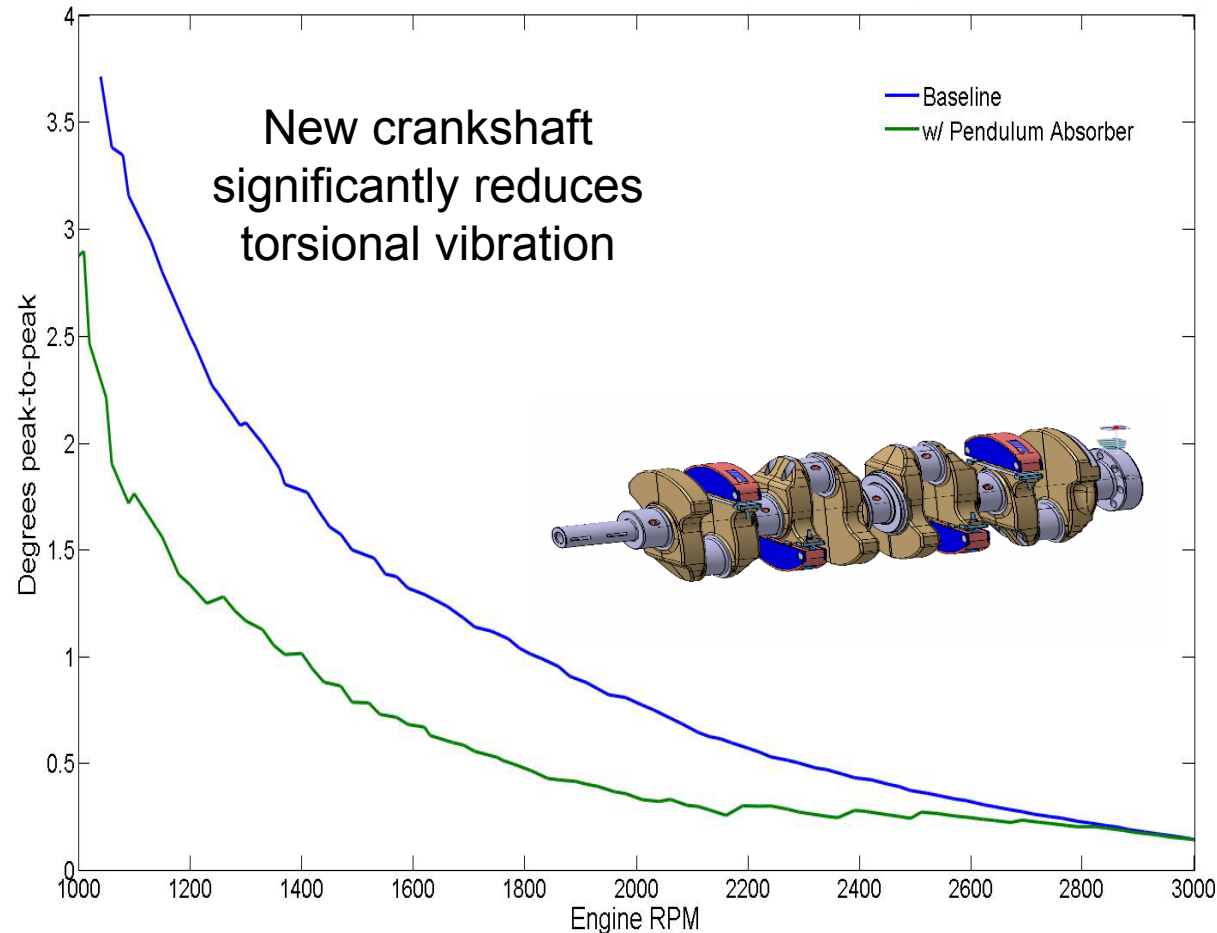 New crankshaft
significantly reduces
torsional vibration
Baseline
w/ Pendulum Absorber
Degrees peak-to-peak
4
3.5
3
2.5
2
1.5
1
0.5
0
1000 1200 1400 1600 1800 2000 2200 2400 2600 2800 3000
Engine RPM